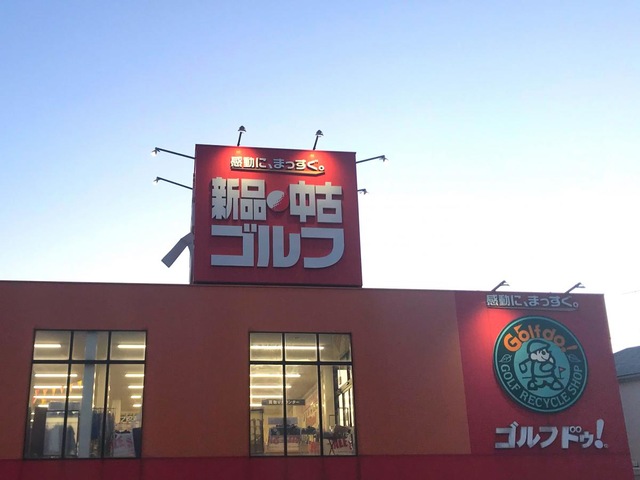 感動に、まっすぐ。
新品・中古
ゴルフ
感動に、まっすぐ。
Golfdo!
GOLF RECYCLE SHOP
ゴルフドゥ!